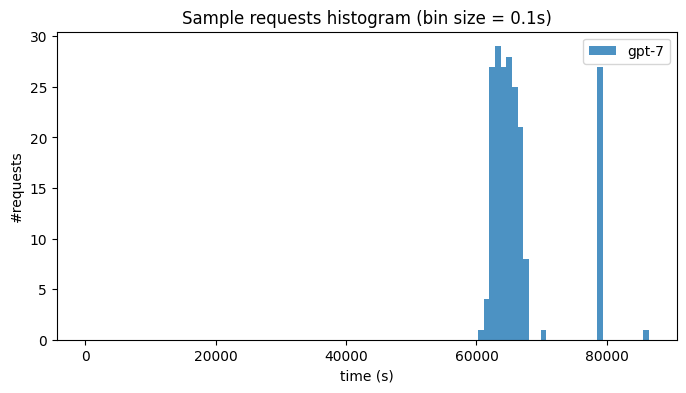 Sample requests histogram (bin size = 0.1s)
gpt-7
30
25
20
15
10
5
0
#requests
0 20000 40000 60000 80000
time (s)